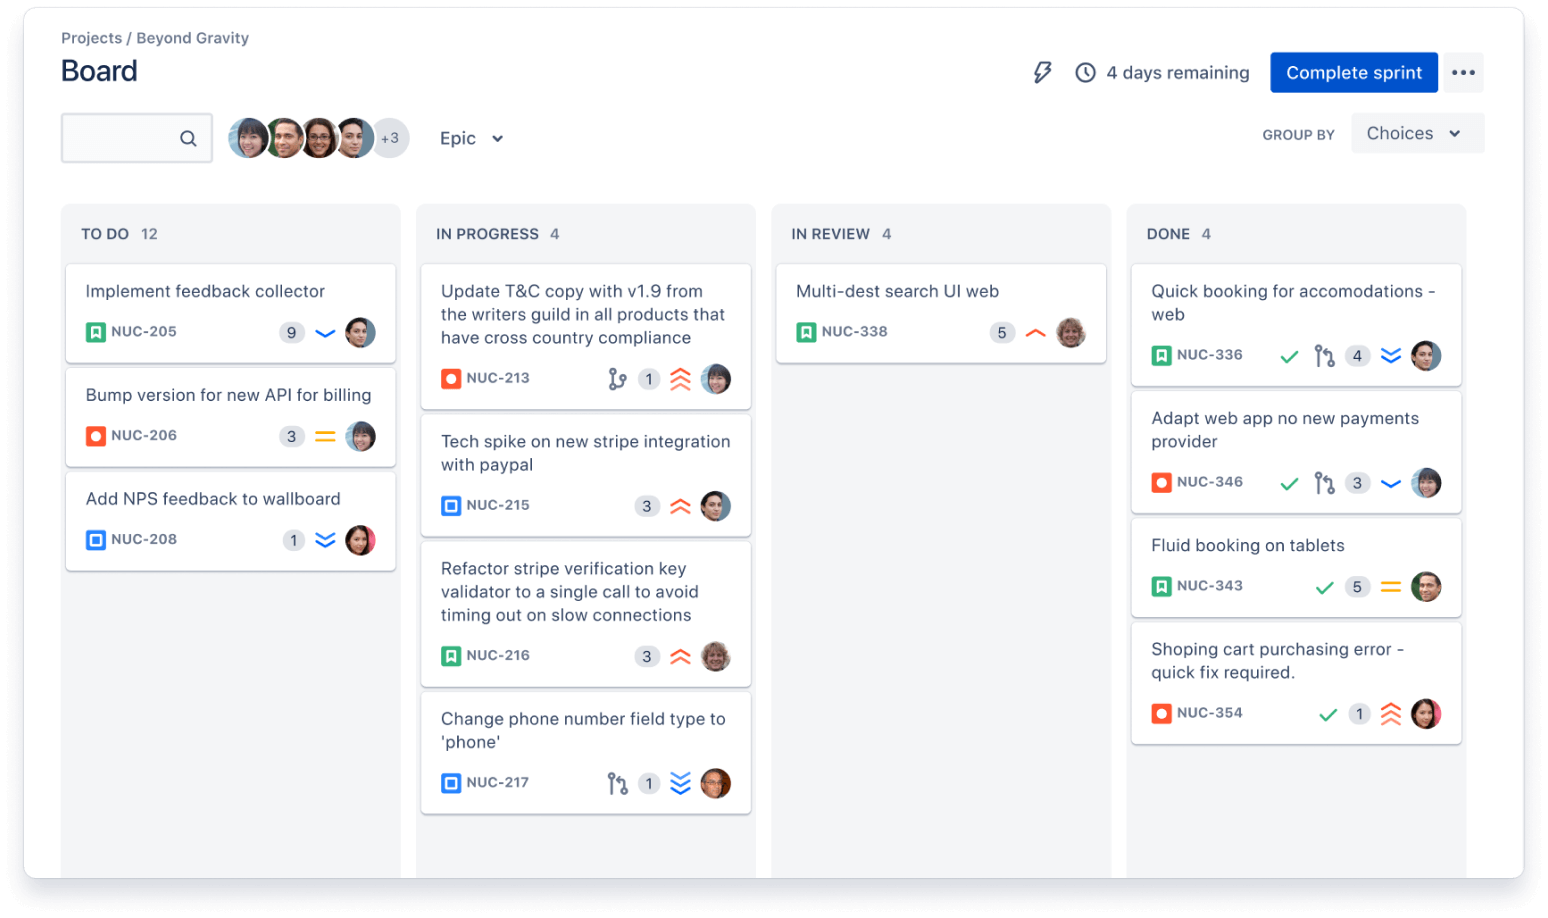 Projects / Beyond Gravity
Board
4 days remaining
Complete sprint
+3
Epic
GROUP BY
Choices
TO DO 12
Implement feedback collector
NUC-205
9
Bump version for new API for billing
NUC-206
3
Add NPS feedback to wallboard
NUC-208
1
IN PROGRESS 4
Update T&C copy with v1.9 from
the writers guild in all products that
have cross country compliance
NUC-213
1
Tech spike on new stripe integration
with paypal
NUC-215
3
Refactor stripe verification key
validator to a single call to avoid
timing out on slow connections
NUC-216
3
Change phone number field type to
'phone'
NUC-217
1
IN REVIEW 4
Multi-dest search UI web
NUC-338
5
DONE 4
Quick booking for accomodations -
web
NUC-336
4
Adapt web app no new payments
provider
NUC-346
3
Fluid booking on tablets
NUC-343
5
Shoping cart purchasing error -
quick fix required.
NUC-354
1